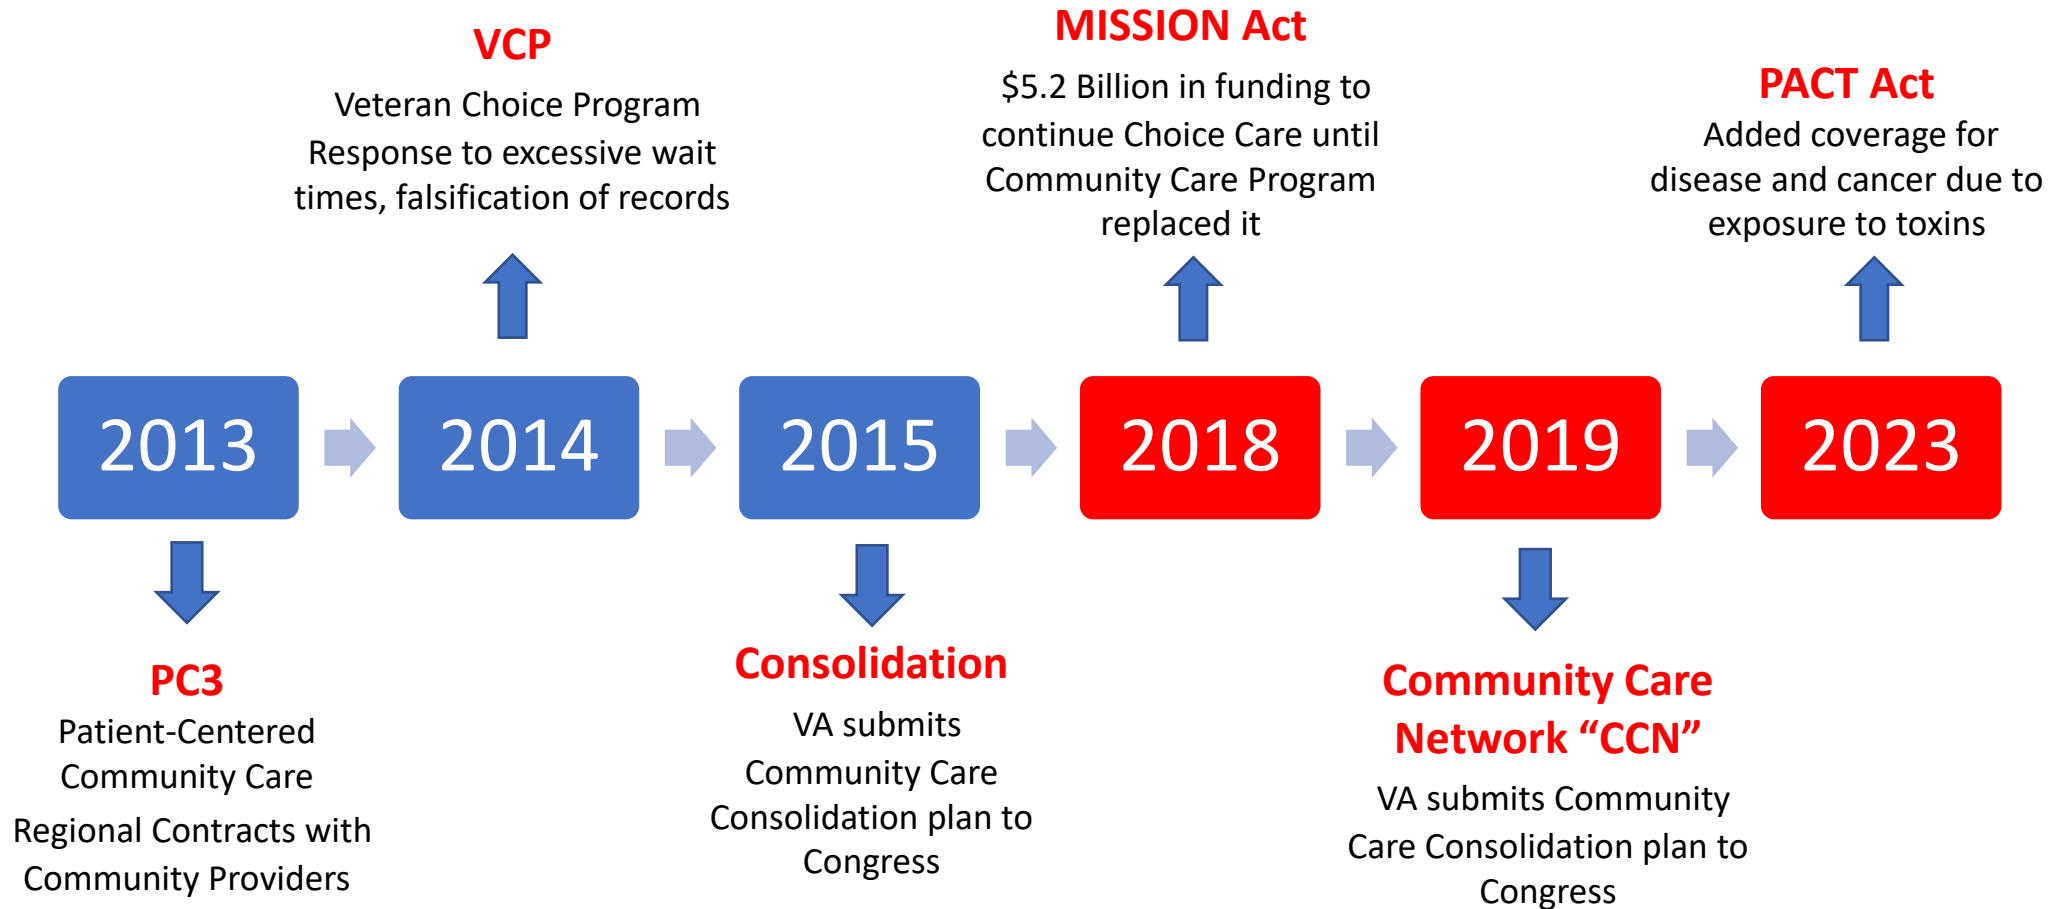 VCP
Veteran Choice Program
Response to excessive wait
times, falsification of records
MISSION Act
$5.2 Billion in funding to
continue Choice Care until
Community Care Program
replaced it
PACT Act
Added coverage for
disease and cancer due to
exposure to toxins
2013
2014
2015
2018
2019
2023
PC3
Patient-Centered
Community Care
Regional Contracts with
Community Providers
Consolidation
VA submits
Community Care
Consolidation plan to
Congress
Community Care
Network “CCN”
VA submits Community
Care Consolidation plan to
Congress